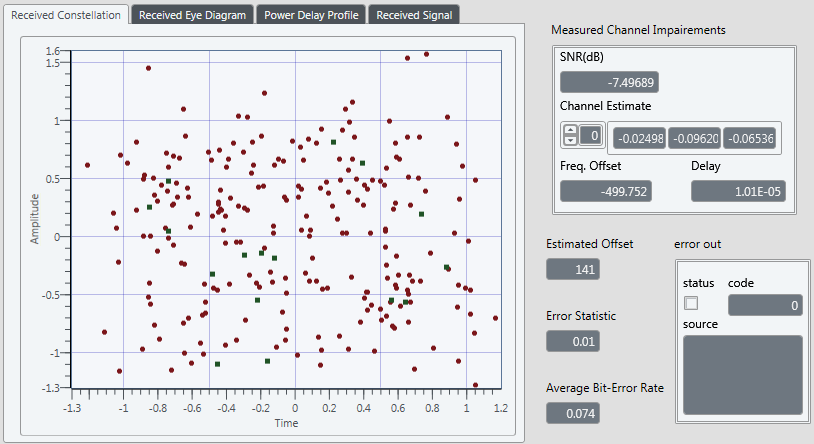 Received Constellation Received Eye Diagram Power Delay Profile Received Signal
Measured Channel Impairements
SNR(dB)
-7.49689
Channel Estimate
0 -0.02498 -0.09620 -0.06536
Freq. Offset Delay
-499.752 1.01E-05
Estimated Offset
141
error out
status code
0
source
Error Statistic
0.01
Average Bit-Error Rate
0.074
Amplitude
1.6
1.5
1
0.5
0
-0.5
-1
-1.3
-1.3 -1 -0.8 -0.6 -0.4 -0.2 0 0.2 0.4 0.6 0.8 1 1.2
Time